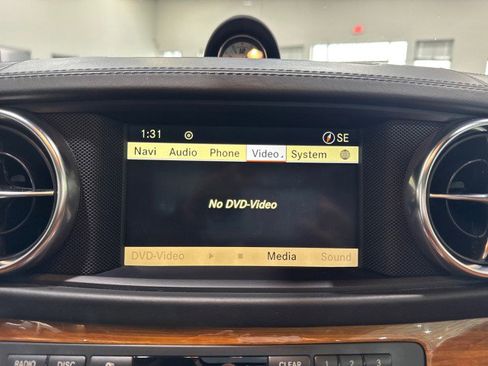 1:31 SE
Navi Audio Phone Video System
No DVD-Video
DVD-Video Media Sound
RADIO DISC CLEAR 1 2 3